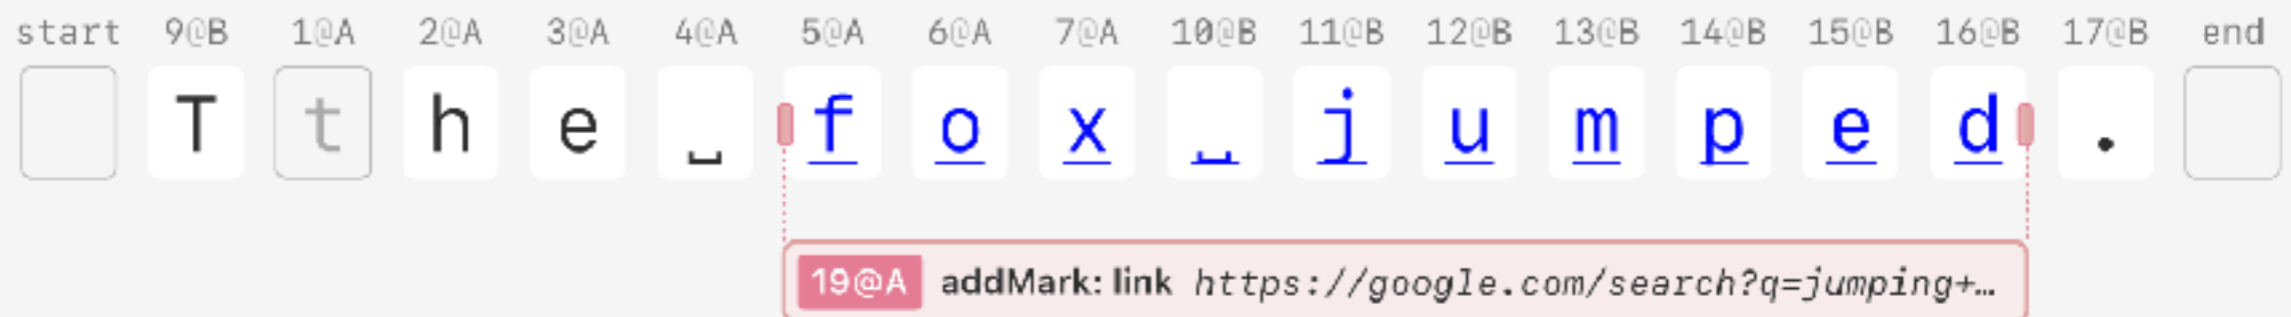 start 9@B 1@A 2@A 3@A 4@A 5@A 6@A 7@A 10@B 11@B 12@B 13@B 14@B 15@B 16@B 17@B end
T t h e ␣ f o x ␣ j u m p e d .
19@A addMark: link https://google.com/search?q=jumping+…